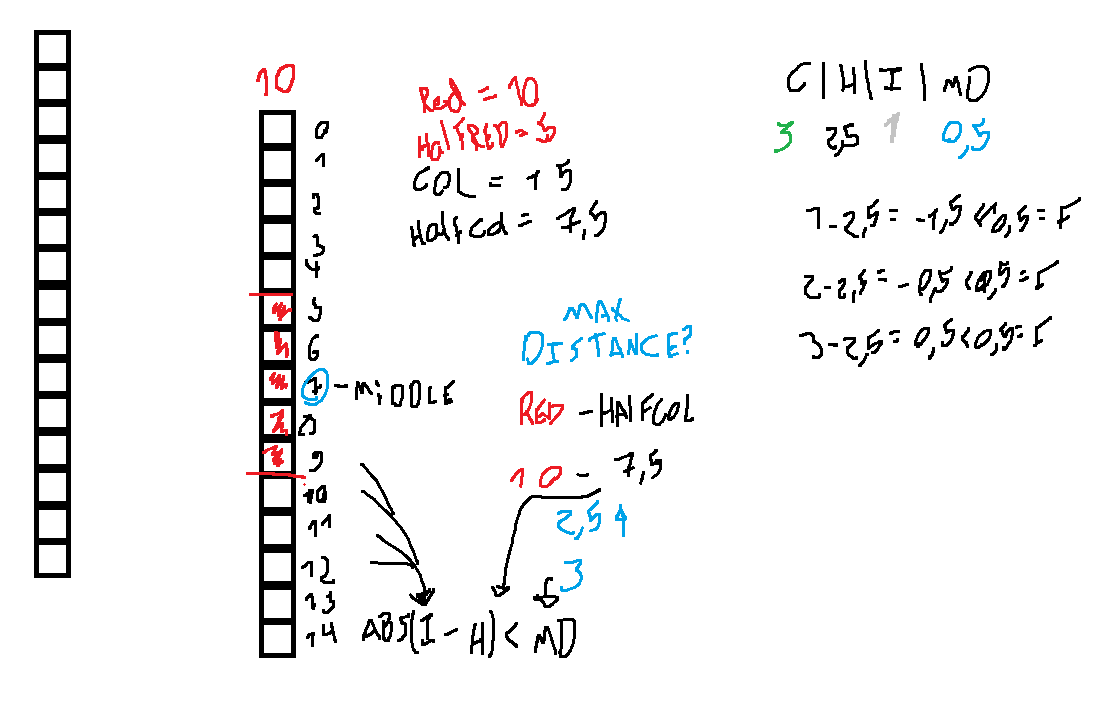 10
0
1
2
3
4
5
6
7 - MIDDLE
8
9
10
11
12
13
14
Red = 10
HalfRED = 5
COL = 15
HalfCol = 7,5
MAX
DISTANCE?
RED - HALFCOL
10 - 7,5
2,5
3
ABS(I - H) < MD
C | H | I | MD
3 2,5 1 0,5
1-2,5 = -1,5 < 0,5 = F
2-2,5 = -0,5 < 0,5 = F
3-2,5 = 0,5 < 0,5 = F